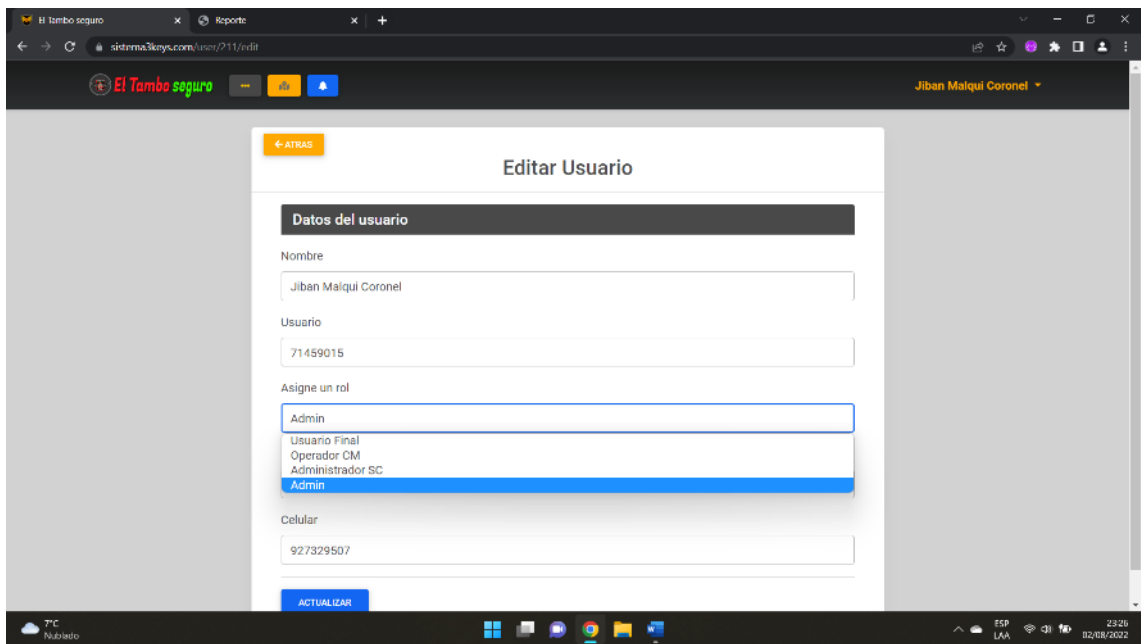 El Tambo seguro
Reporte
sistema3keys.com/user/211/edit
El Tambo seguro
Jiban Malqui Coronel
ATRAS
Editar Usuario
Datos del usuario
Nombre
Jiban Malqui Coronel
Usuario
71459015
Asigne un rol
Admin
Usuario Final
Operador CM
Administrador SC
Admin
Celular
927329507
ACTUALIZAR
7°C
Nublado
ESP
LAA
23:26
02/08/2022